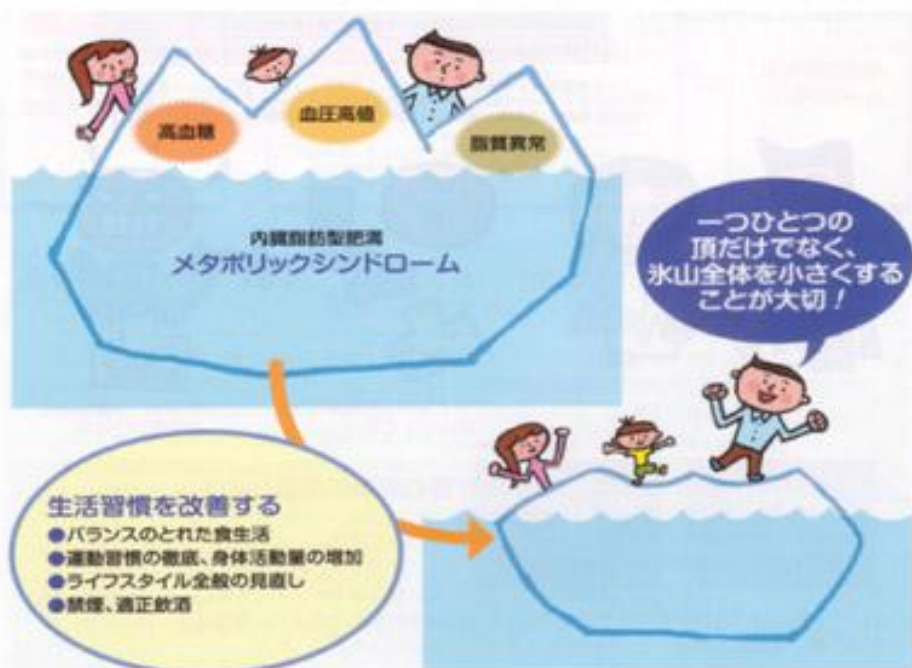 高血糖
血圧高値
脂質異常
内臓脂肪型肥満
メタボリックシンドローム
一つひとつの
頂だけでなく、
氷山全体を小さくする
ことが大切！
生活習慣を改善する
●バランスのとれた食生活
●運動習慣の徹底、身体活動量の増加
●ライフスタイル全般の見直し
●禁煙、適正飲酒